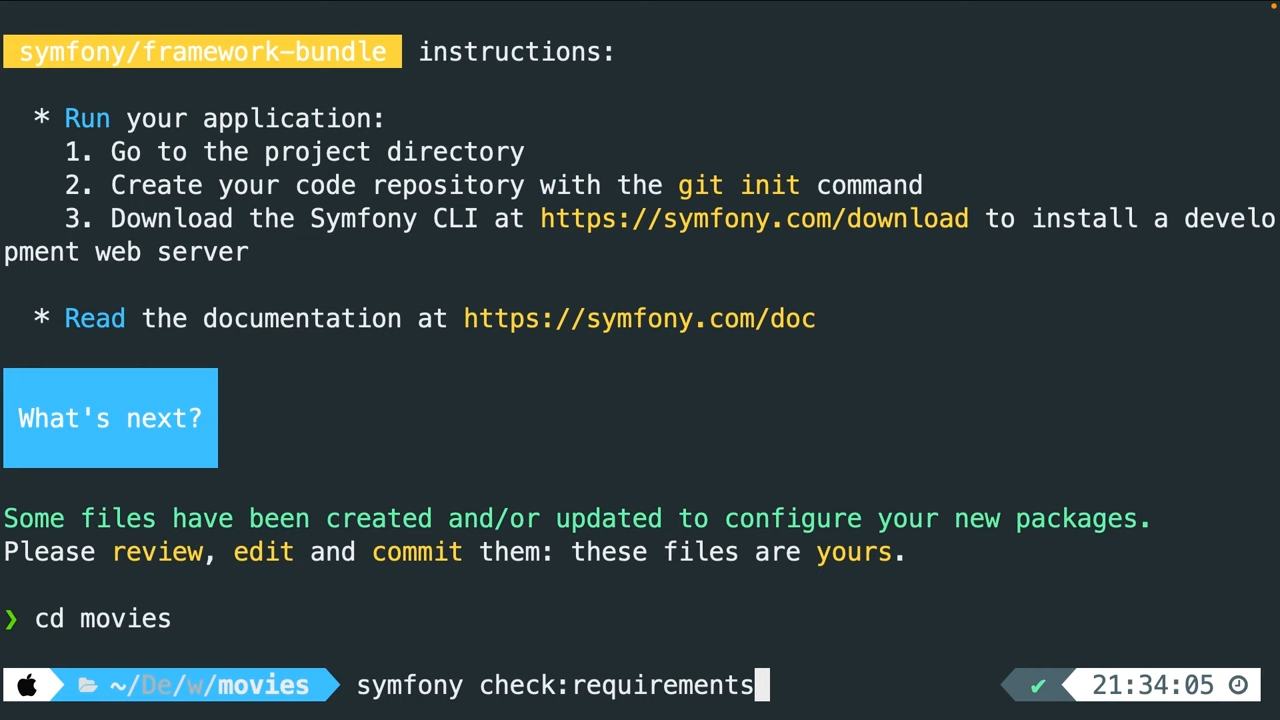 symfony/framework-bundle instructions:
* Run your application:
1. Go to the project directory
2. Create your code repository with the git init command
3. Download the Symfony CLI at https://symfony.com/download to install a develo
pment web server
* Read the documentation at https://symfony.com/doc
What's next?
Some files have been created and/or updated to configure your new packages.
Please review, edit and commit them: these files are yours.
❯ cd movies
~/De/w/movies symfony check:requirements ✔ 21:34:05